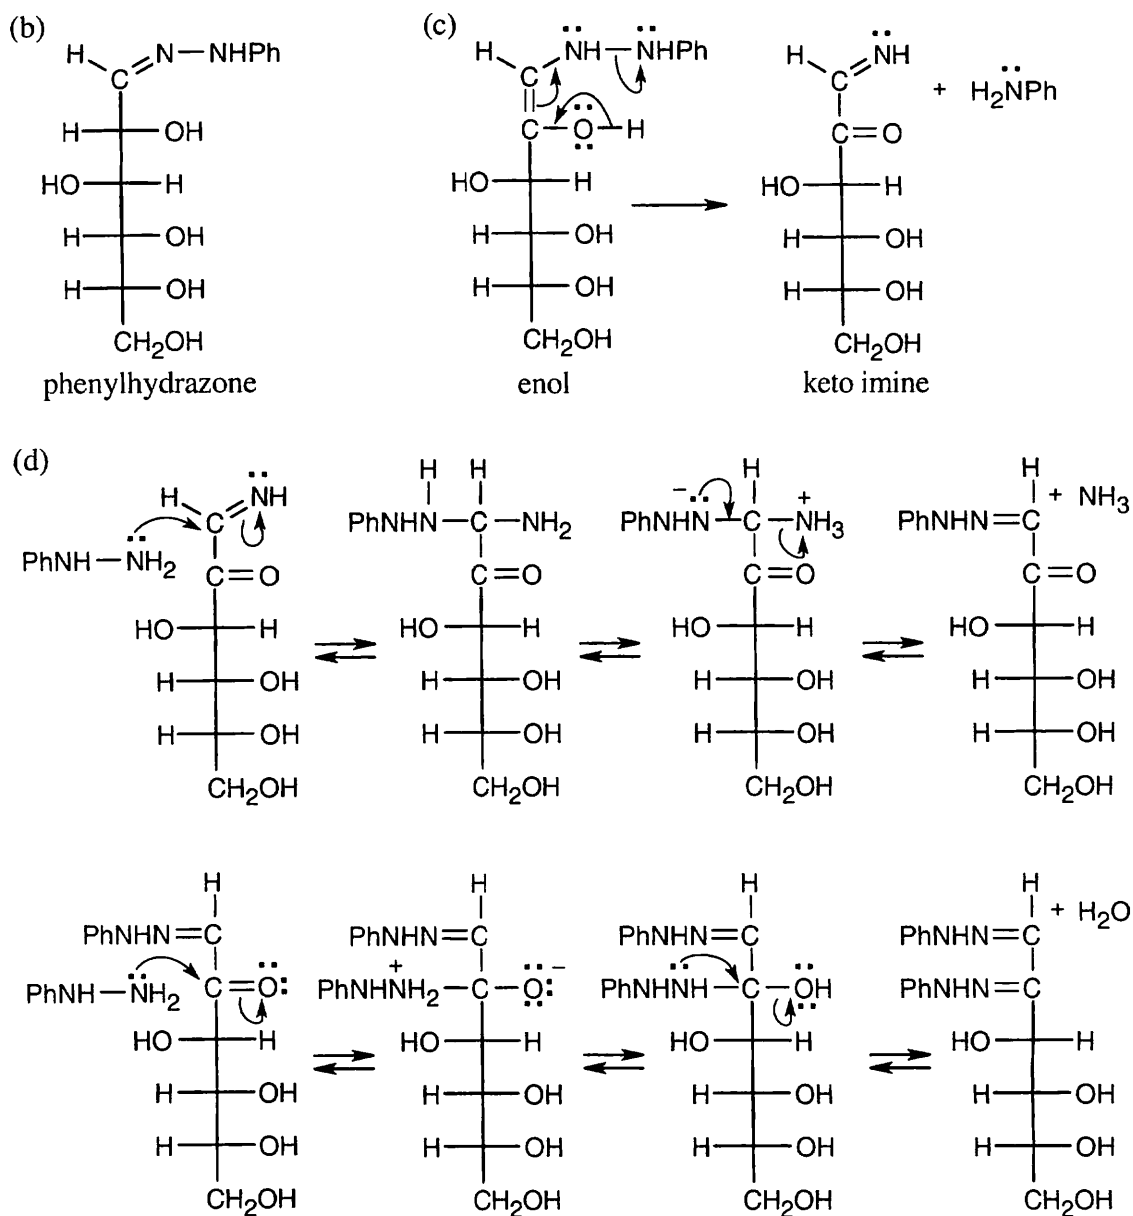 (b)
H C N NHPh
H OH
HO H
H OH
H OH
CH2OH
phenylhydrazone
(c)
H C NH NHPh
C O H
HO H
H OH
H OH
CH2OH
enol
H C NH + H2NPh
C=O
HO H
H OH
H OH
CH2OH
keto imine
(d)
H C NH
PhNH NH2
C=O
HO H
H OH
H OH
CH2OH
H H
PhNHN C NH2
C=O
HO H
H OH
H OH
CH2OH
H
− +
PhNHN C NH3
C=O
HO H
H OH
H OH
CH2OH
H
PhNHN=C + NH3
C=O
HO H
H OH
H OH
CH2OH
H
PhNHN=C
PhNH NH2 C=O
HO H
H OH
H OH
CH2OH
H
PhNHN=C
+ −
PhNHNH2 C O
HO H
H OH
H OH
CH2OH
H
PhNHN=C
PhNHNH C OH
HO H
H OH
H OH
CH2OH
H
PhNHN=C + H2O
PhNHN=C
HO H
H OH
H OH
CH2OH